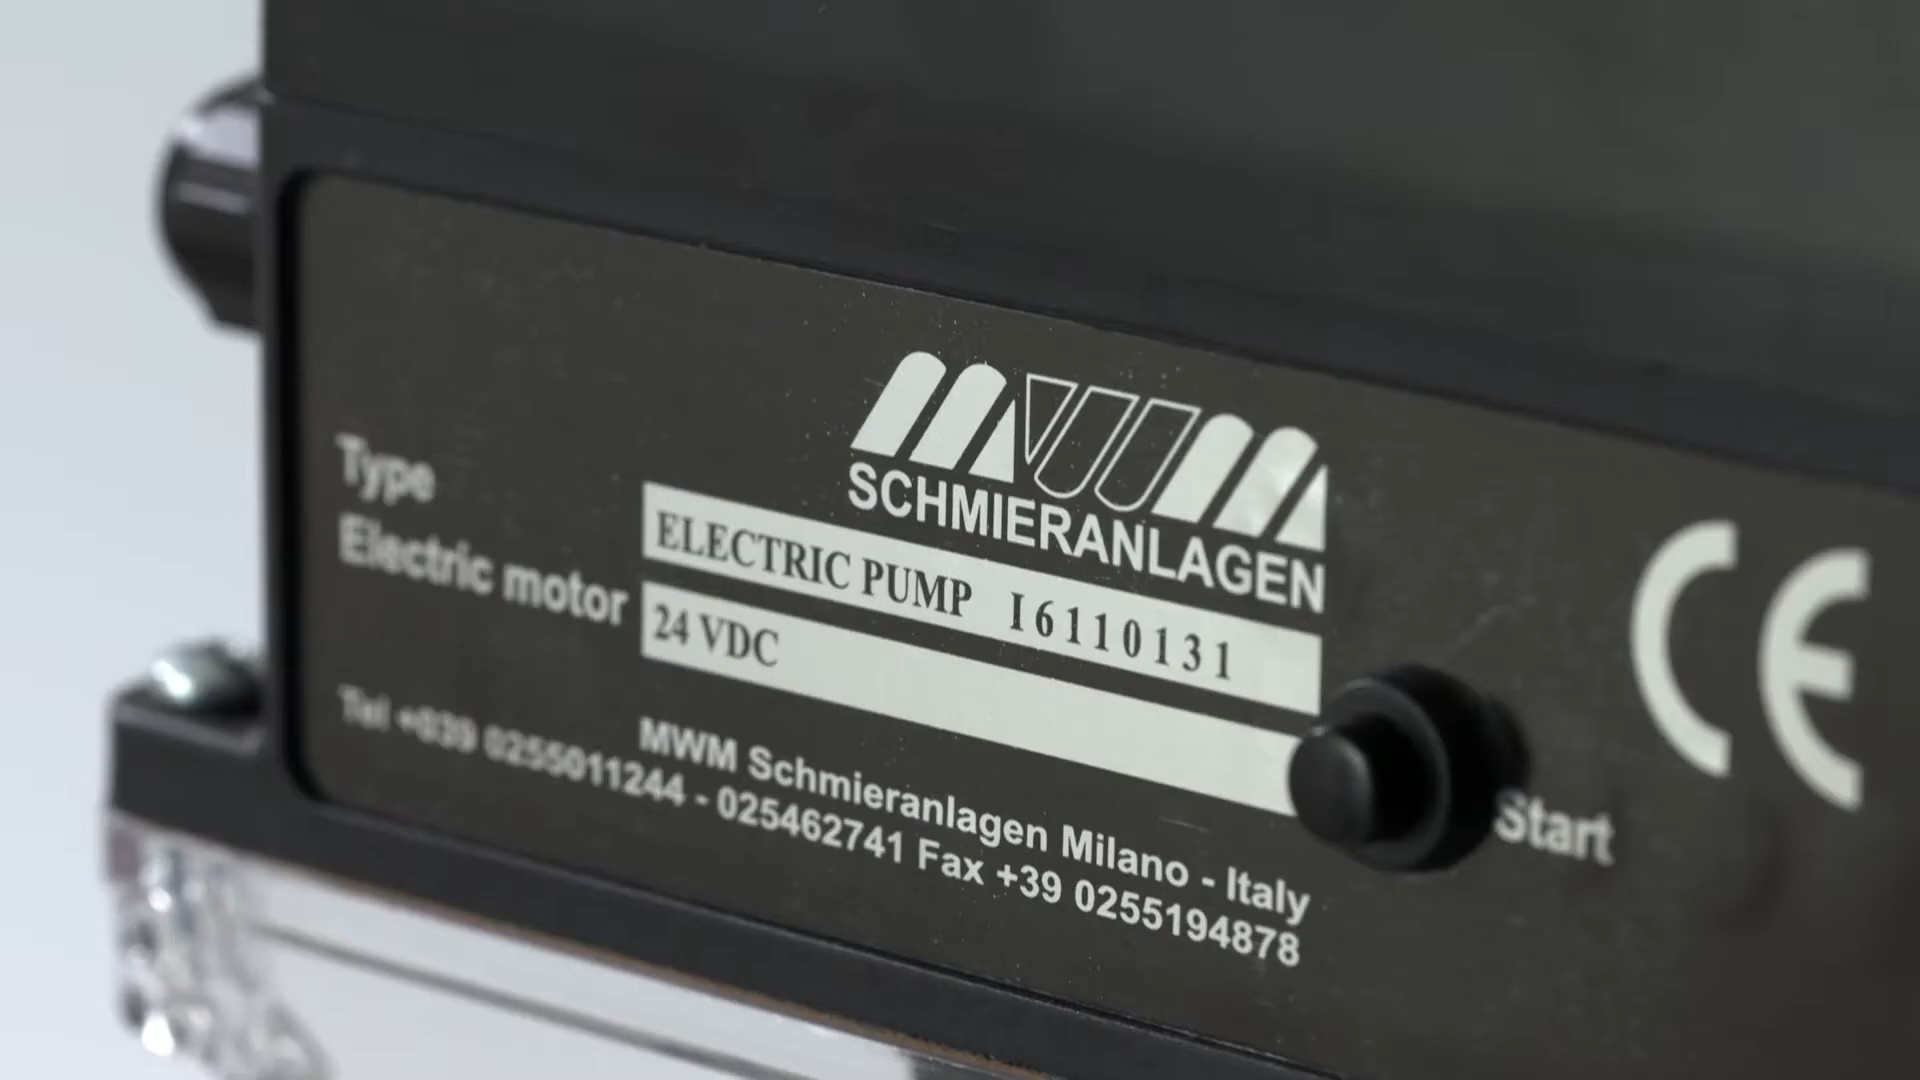 MWM
SCHMIERANLAGEN
Type ELECTRIC PUMP I6110131
Electric motor 24 VDC
MWM Schmieranlagen Milano - Italy
Tel +039 0255011244 - 025462741 Fax +39 0255194878
Start
CE